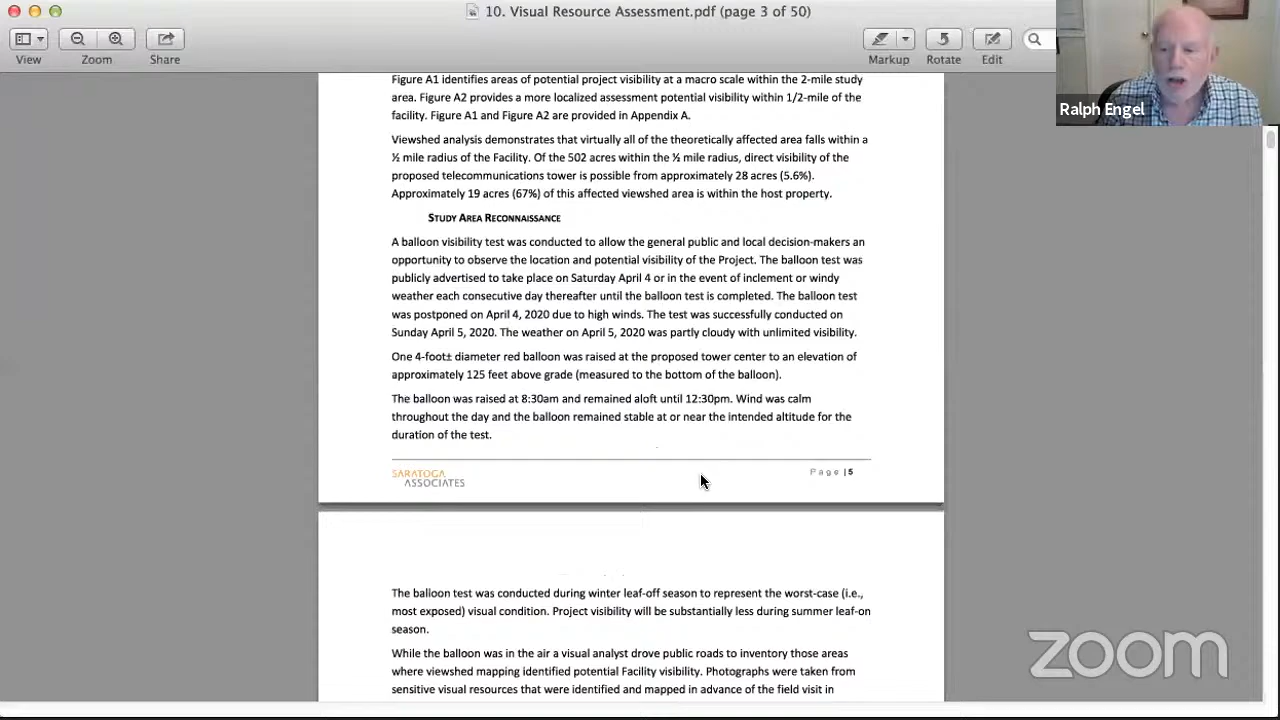 10. Visual Resource Assessment.pdf (page 3 of 50)
View
Zoom
Share
Markup
Rotate
Edit
Ralph Engel
Figure A1 identifies areas of potential project visibility at a macro scale within the 2-mile study
area. Figure A2 provides a more localized assessment potential visibility within 1/2-mile of the
facility. Figure A1 and Figure A2 are provided in Appendix A.
Viewshed analysis demonstrates that virtually all of the theoretically affected area falls within a
½ mile radius of the Facility. Of the 502 acres within the ½ mile radius, direct visibility of the
proposed telecommunications tower is possible from approximately 28 acres (5.6%).
Approximately 19 acres (67%) of this affected viewshed area is within the host property.
STUDY AREA RECONNAISSANCE
A balloon visibility test was conducted to allow the general public and local decision-makers an
opportunity to observe the location and potential visibility of the Project. The balloon test was
publicly advertised to take place on Saturday April 4 or in the event of inclement or windy
weather each consecutive day thereafter until the balloon test is completed. The balloon test
was postponed on April 4, 2020 due to high winds. The test was successfully conducted on
Sunday April 5, 2020. The weather on April 5, 2020 was partly cloudy with unlimited visibility.
One 4-foot± diameter red balloon was raised at the proposed tower center to an elevation of
approximately 125 feet above grade (measured to the bottom of the balloon).
The balloon was raised at 8:30am and remained aloft until 12:30pm. Wind was calm
throughout the day and the balloon remained stable at or near the intended altitude for the
duration of the test.
SARATOGA
ASSOCIATES
Page |5
The balloon test was conducted during winter leaf-off season to represent the worst-case (i.e.,
most exposed) visual condition. Project visibility will be substantially less during summer leaf-on
season.
While the balloon was in the air a visual analyst drove public roads to inventory those areas
where viewshed mapping identified potential Facility visibility. Photographs were taken from
sensitive visual resources that were identified and mapped in advance of the field visit in
zoom